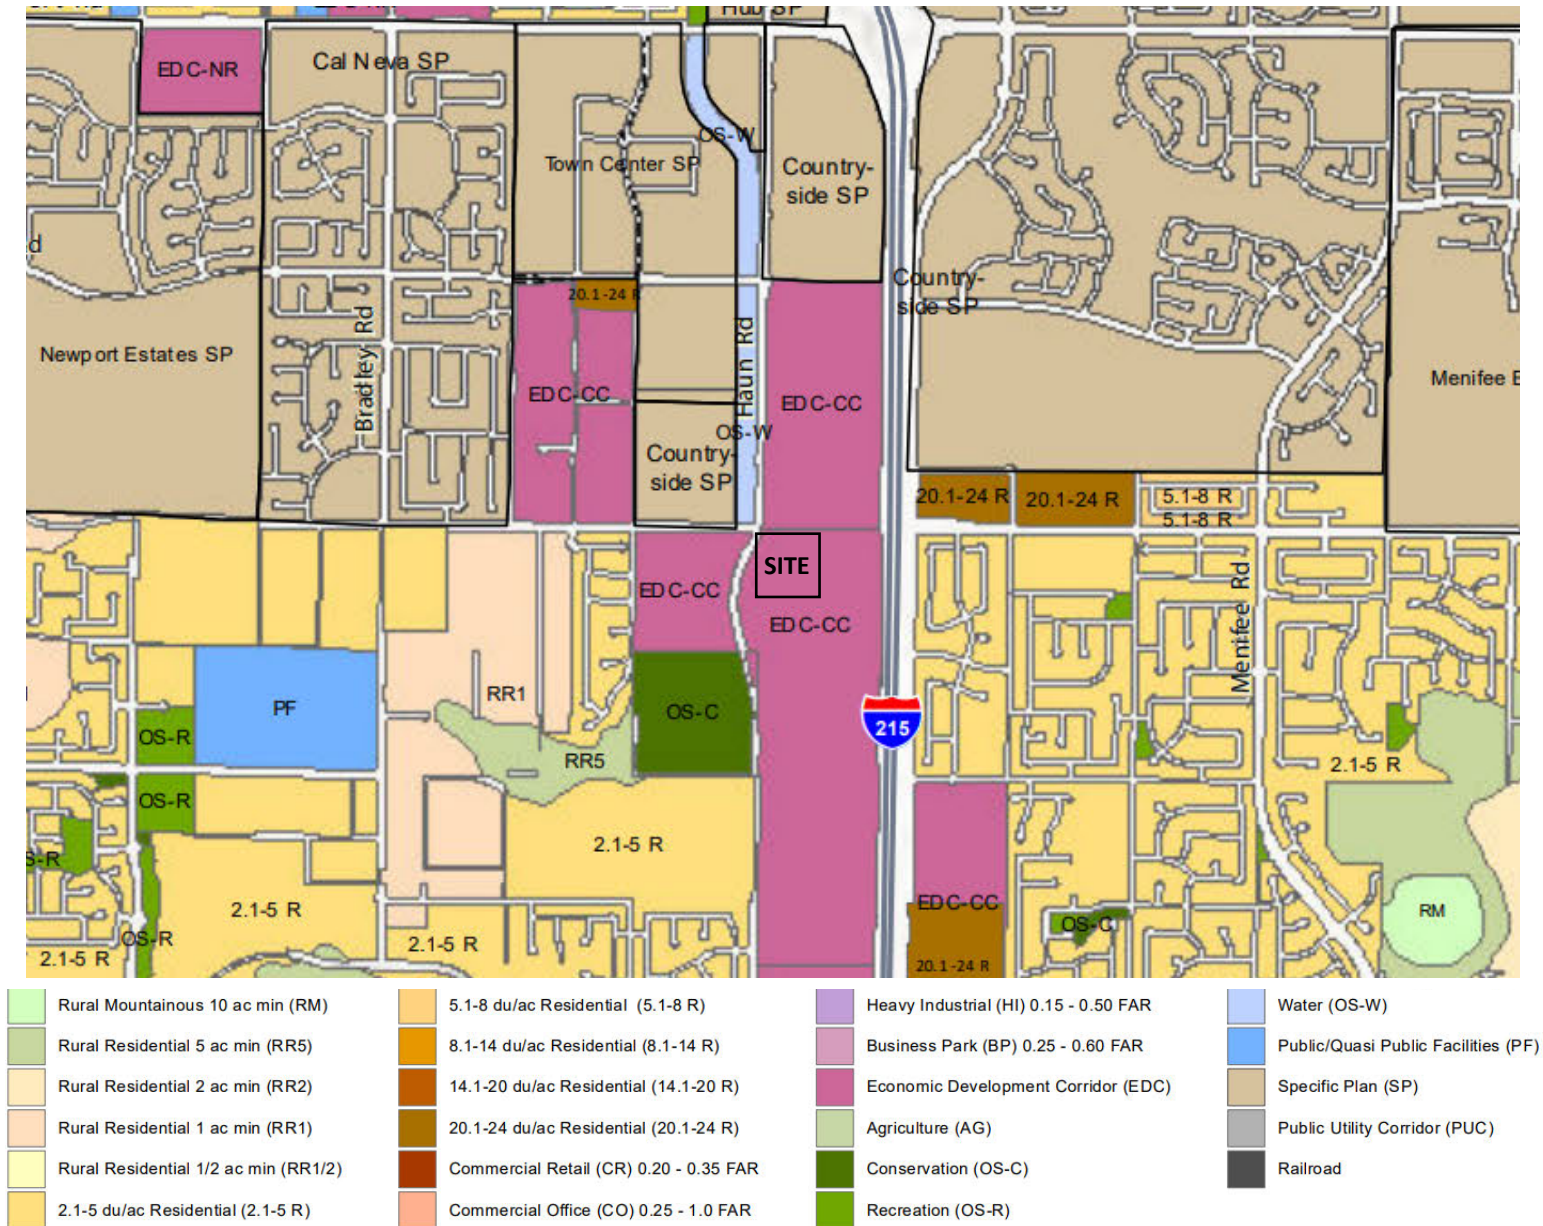 Hub SP
EDC-NR
Cal Neva SP
OS-W
Town Center SP
Country-
side SP
d
Country-
side SP
20.1-24 R
Bradley Rd
Haun Rd
Newport Estates SP
Menifee E
EDC-CC
EDC-CC
OS-W
Country-
side SP
20.1-24 R
20.1-24 R
5.1-8 R
5.1-8 R
SITE
EDC-CC
EDC-CC
Menifee Rd
RR1
PF
OS-C
215
OS-R
RR5
2.1-5 R
OS-R
2.1-5 R
S-R
EDC-CC
2.1-5 R
RM
OS-C
OS-R
2.1-5 R
2.1-5 R
20.1-24 R
Rural Mountainous 10 ac min (RM)
Rural Residential 5 ac min (RR5)
Rural Residential 2 ac min (RR2)
Rural Residential 1 ac min (RR1)
Rural Residential 1/2 ac min (RR1/2)
2.1-5 du/ac Residential (2.1-5 R)
5.1-8 du/ac Residential (5.1-8 R)
8.1-14 du/ac Residential (8.1-14 R)
14.1-20 du/ac Residential (14.1-20 R)
20.1-24 du/ac Residential (20.1-24 R)
Commercial Retail (CR) 0.20 - 0.35 FAR
Commercial Office (CO) 0.25 - 1.0 FAR
Heavy Industrial (HI) 0.15 - 0.50 FAR
Business Park (BP) 0.25 - 0.60 FAR
Economic Development Corridor (EDC)
Agriculture (AG)
Conservation (OS-C)
Recreation (OS-R)
Water (OS-W)
Public/Quasi Public Facilities (PF)
Specific Plan (SP)
Public Utility Corridor (PUC)
Railroad